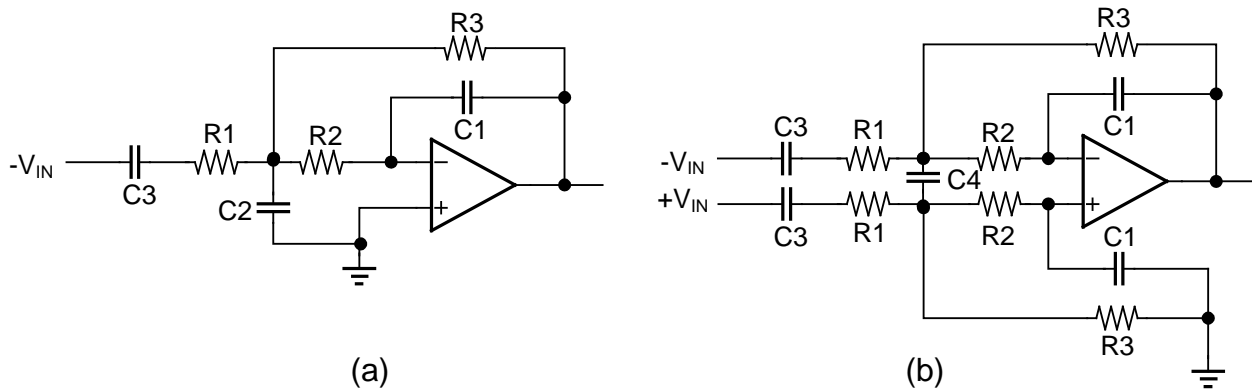 R3
C1
R1
R2
-VIN
C3
C2
−
+
(a)
R3
C1
C3
R1
R2
-VIN
−
C4
+VIN
+
C3
R1
R2
C1
R3
(b)